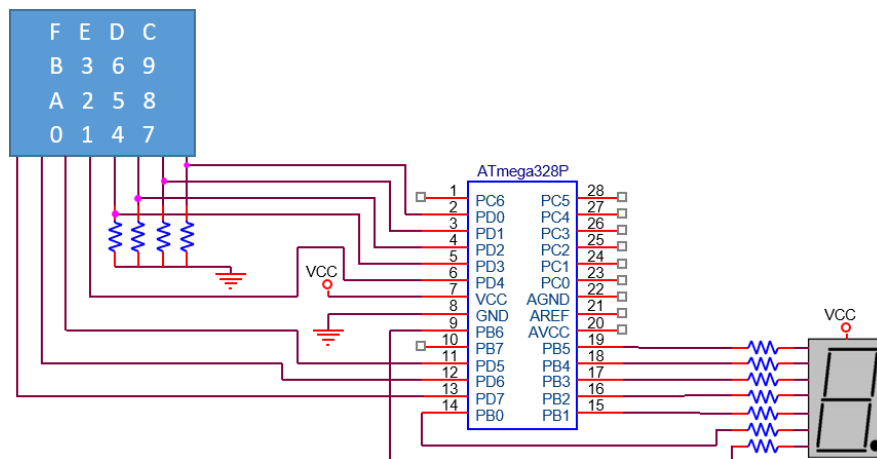 F E D C
B 3 6 9
A 2 5 8
0 1 4 7
ATmega328P
1 PC6 PC5 28
2 PD0 PC4 27
3 PD1 PC3 26
4 PD2 PC2 25
5 PD3 PC1 24
6 PD4 PC0 23
VCC
7 VCC AGND 22
8 GND AREF 21
9 PB6 AVCC 20
10 PB7 PB5 19
11 PD5 PB4 18
12 PD6 PB3 17
13 PD7 PB2 16
14 PB0 PB1 15
VCC